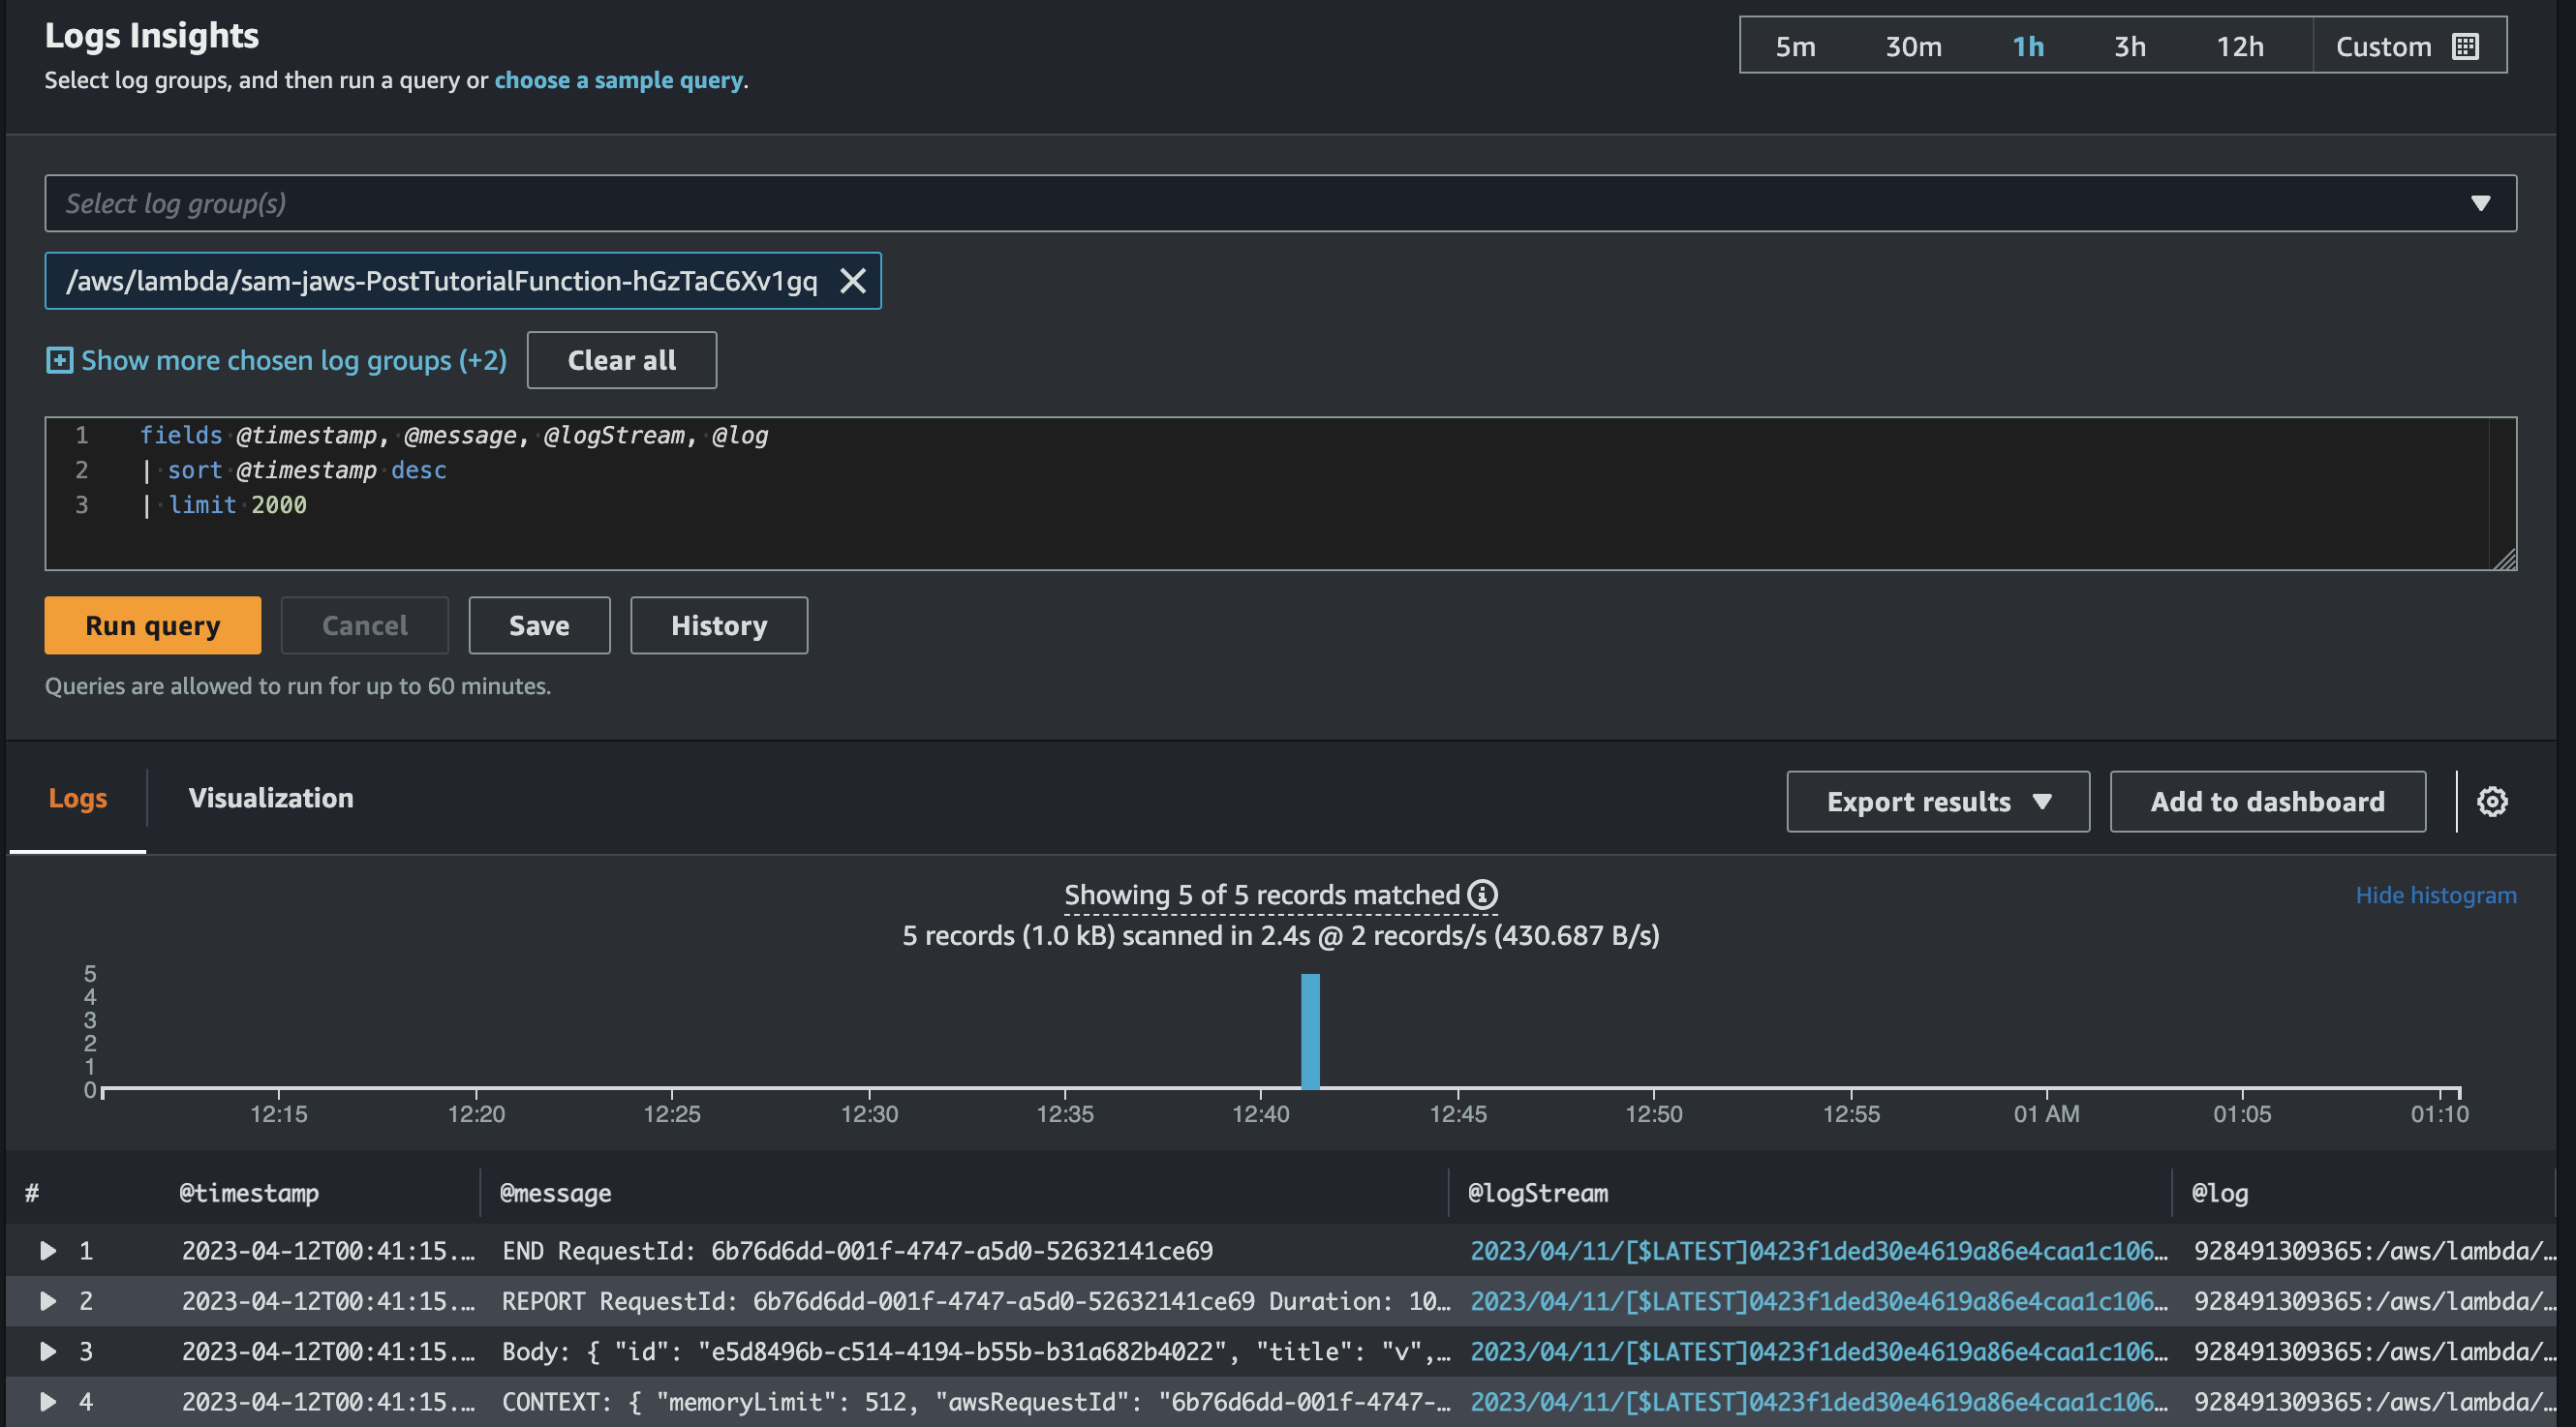 Logs Insights
Select log groups, and then run a query or choose a sample query.
5m 30m 1h 3h 12h Custom
Select log group(s)
/aws/lambda/sam-jaws-PostTutorialFunction-hGzTaC6Xv1gq
Show more chosen log groups (+2) Clear all
1 fields @timestamp, @message, @logStream, @log
2 | sort @timestamp desc
3 | limit 2000
Run query Cancel Save History
Queries are allowed to run for up to 60 minutes.
Logs Visualization Export results Add to dashboard
Showing 5 of 5 records matched
Hide histogram
5 records (1.0 kB) scanned in 2.4s @ 2 records/s (430.687 B/s)
5
4
3
2
1
0
12:15 12:20 12:25 12:30 12:35 12:40 12:45 12:50 12:55 01 AM 01:05 01:10
# @timestamp @message @logStream @log
1 2023-04-12T00:41:15.… END RequestId: 6b76d6dd-001f-4747-a5d0-52632141ce69 2023/04/11/[$LATEST]0423f1ded30e4619a86e4caa1c106… 928491309365:/aws/lambda/…
2 2023-04-12T00:41:15.… REPORT RequestId: 6b76d6dd-001f-4747-a5d0-52632141ce69 Duration: 10… 2023/04/11/[$LATEST]0423f1ded30e4619a86e4caa1c106… 928491309365:/aws/lambda/…
3 2023-04-12T00:41:15.… Body: { "id": "e5d8496b-c514-4194-b55b-b31a682b4022", "title": "v",… 2023/04/11/[$LATEST]0423f1ded30e4619a86e4caa1c106… 928491309365:/aws/lambda/…
4 2023-04-12T00:41:15.… CONTEXT: { "memoryLimit": 512, "awsRequestId": "6b76d6dd-001f-4747-… 2023/04/11/[$LATEST]0423f1ded30e4619a86e4caa1c106… 928491309365:/aws/lambda/…